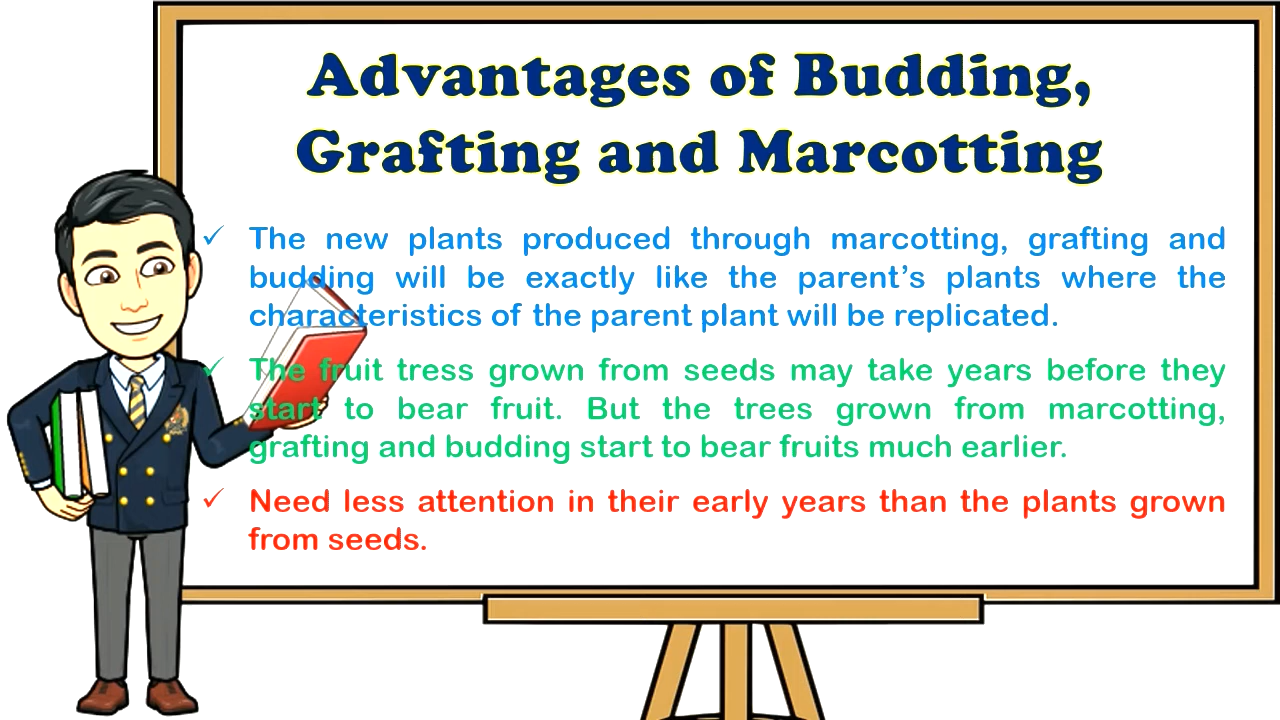 Advantages of Budding,
Grafting and Marcotting
✓ The new plants produced through marcotting, grafting and
budding will be exactly like the parent’s plants where the
characteristics of the parent plant will be replicated.
✓ The fruit tress grown from seeds may take years before they
start to bear fruit. But the trees grown from marcotting,
grafting and budding start to bear fruits much earlier.
✓ Need less attention in their early years than the plants grown
from seeds.